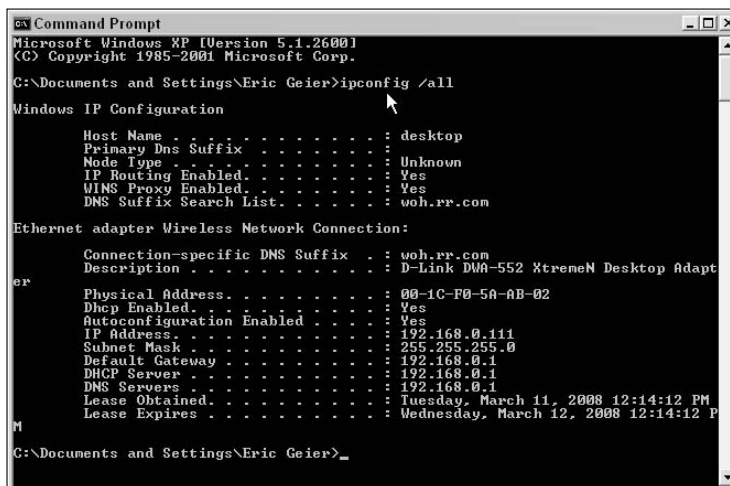 Command Prompt
Microsoft Windows XP [Version 5.1.2600]
(C) Copyright 1985-2001 Microsoft Corp.
C:\Documents and Settings\Eric Geier>ipconfig /all
Windows IP Configuration
Host Name . . . . . . . . . . . . : desktop
Primary Dns Suffix  . . . . . . . :
Node Type . . . . . . . . . . . . : Unknown
IP Routing Enabled. . . . . . . . : Yes
WINS Proxy Enabled. . . . . . . . : Yes
DNS Suffix Search List. . . . . . : woh.rr.com
Ethernet adapter Wireless Network Connection:
Connection-specific DNS Suffix  . : woh.rr.com
Description . . . . . . . . . . . : D-Link DWA-552 XtremeN Desktop Adapt
er
Physical Address. . . . . . . . . : 00-1C-F0-5A-AB-02
Dhcp Enabled. . . . . . . . . . . : Yes
Autoconfiguration Enabled . . . . : Yes
IP Address. . . . . . . . . . . . : 192.168.0.111
Subnet Mask . . . . . . . . . . . : 255.255.255.0
Default Gateway . . . . . . . . . : 192.168.0.1
DHCP Server . . . . . . . . . . . : 192.168.0.1
DNS Servers . . . . . . . . . . . : 192.168.0.1
Lease Obtained. . . . . . . . . . : Tuesday, March 11, 2008 12:14:12 PM
Lease Expires . . . . . . . . . . : Wednesday, March 12, 2008 12:14:12 P
M
C:\Documents and Settings\Eric Geier>_